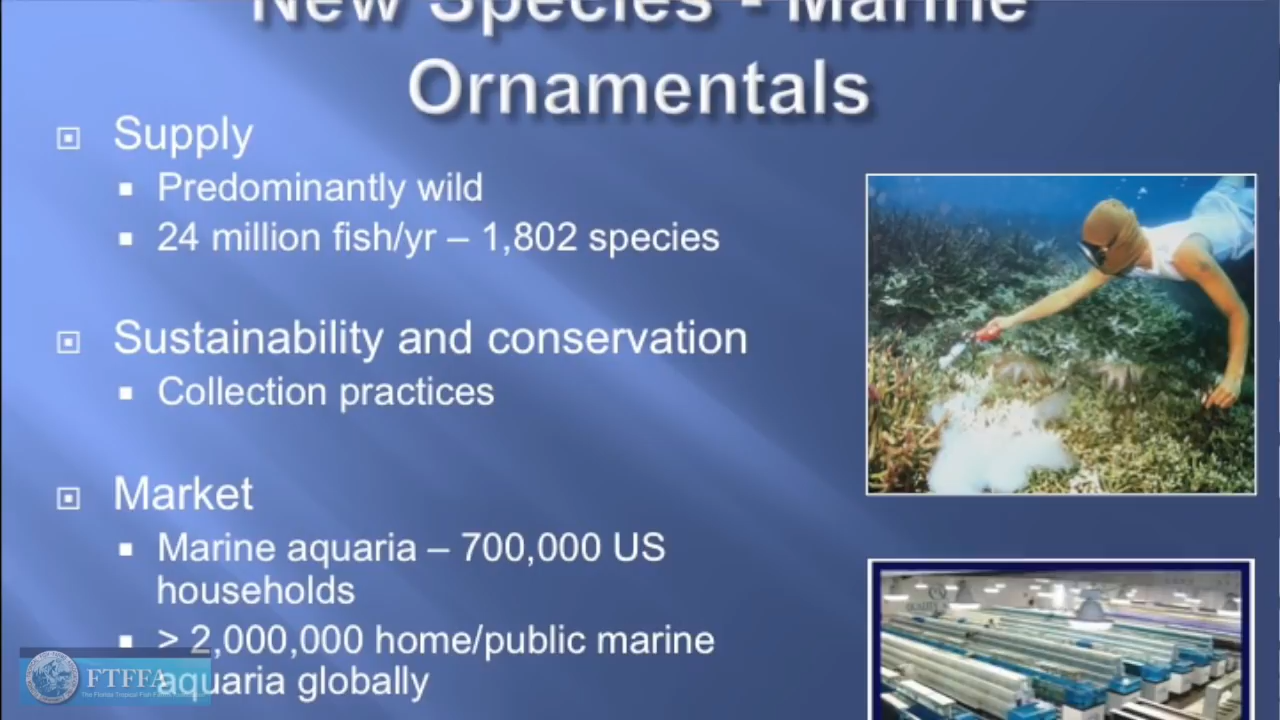 New Species - Marine
Ornamentals
Supply
Predominantly wild
24 million fish/yr – 1,802 species
Sustainability and conservation
Collection practices
Market
Marine aquaria – 700,000 US
households
> 2,000,000 home/public marine
aquaria globally
FTFFA